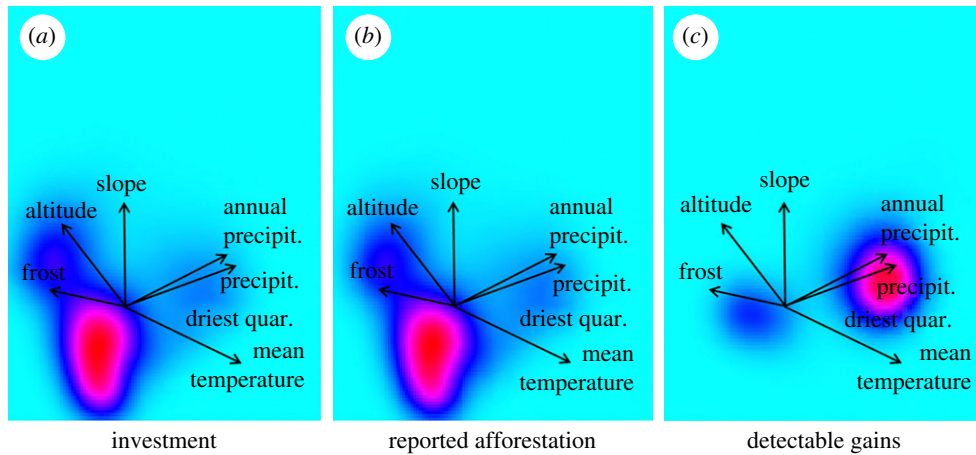 (a)
slope
altitude
annual
precipit.
frost
precipit.
driest quar.
mean
temperature
investment
(b)
slope
altitude
annual
precipit.
frost
precipit.
driest quar.
mean
temperature
reported afforestation
(c)
slope
altitude
annual
precipit.
frost
precipit.
driest quar.
mean
temperature
detectable gains